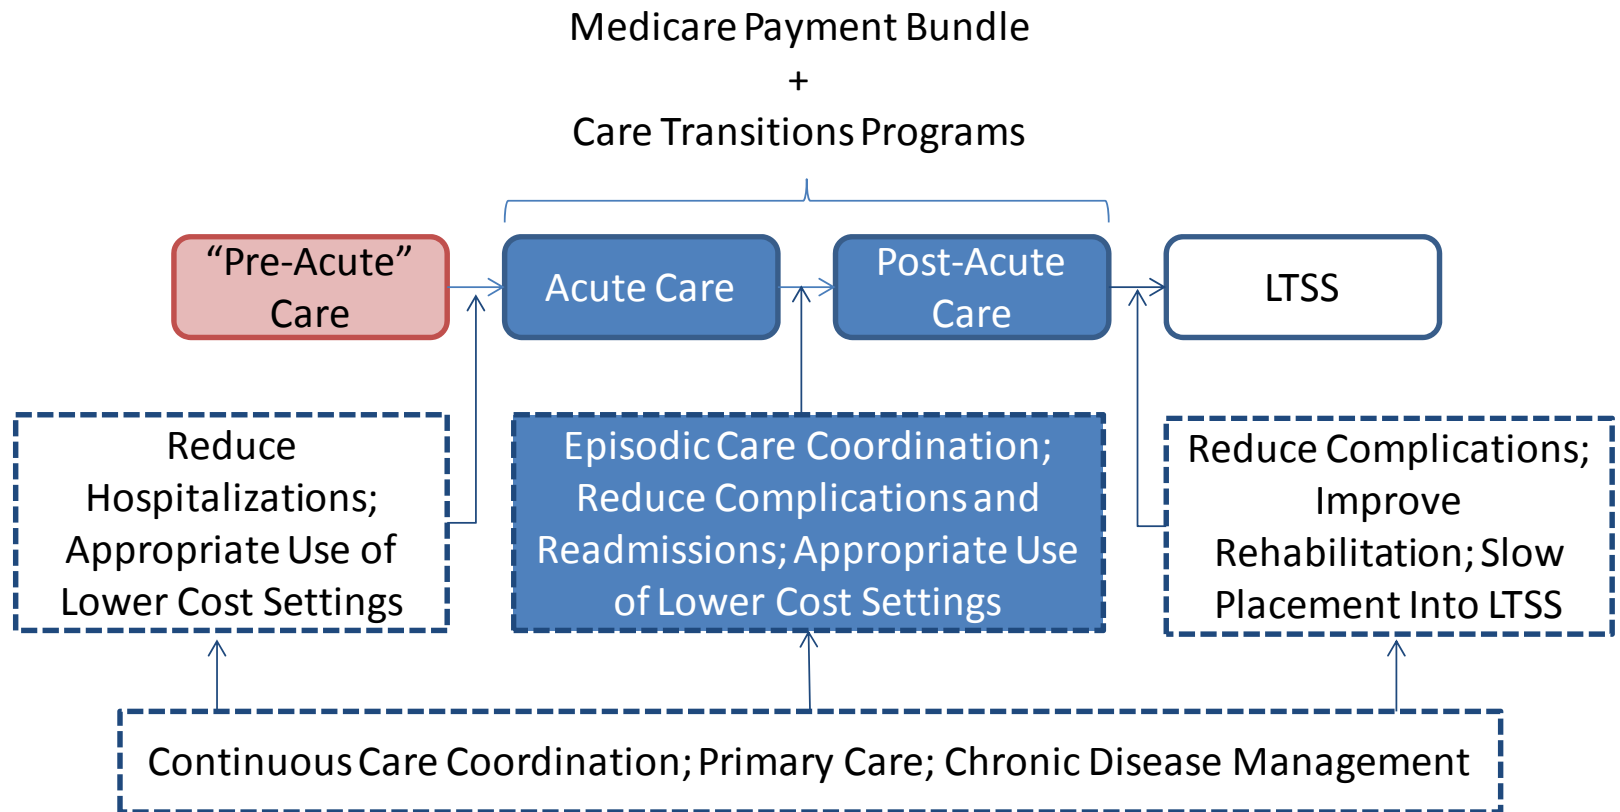 Medicare Payment Bundle
+
Care Transitions Programs
“Pre-Acute”
Care
Acute Care
Post-Acute
Care
LTSS
Reduce
Hospitalizations;
Appropriate Use of
Lower Cost Settings
Episodic Care Coordination;
Reduce Complications and
Readmissions; Appropriate Use
of Lower Cost Settings
Reduce Complications;
Improve
Rehabilitation; Slow
Placement Into LTSS
Continuous Care Coordination; Primary Care; Chronic Disease Management